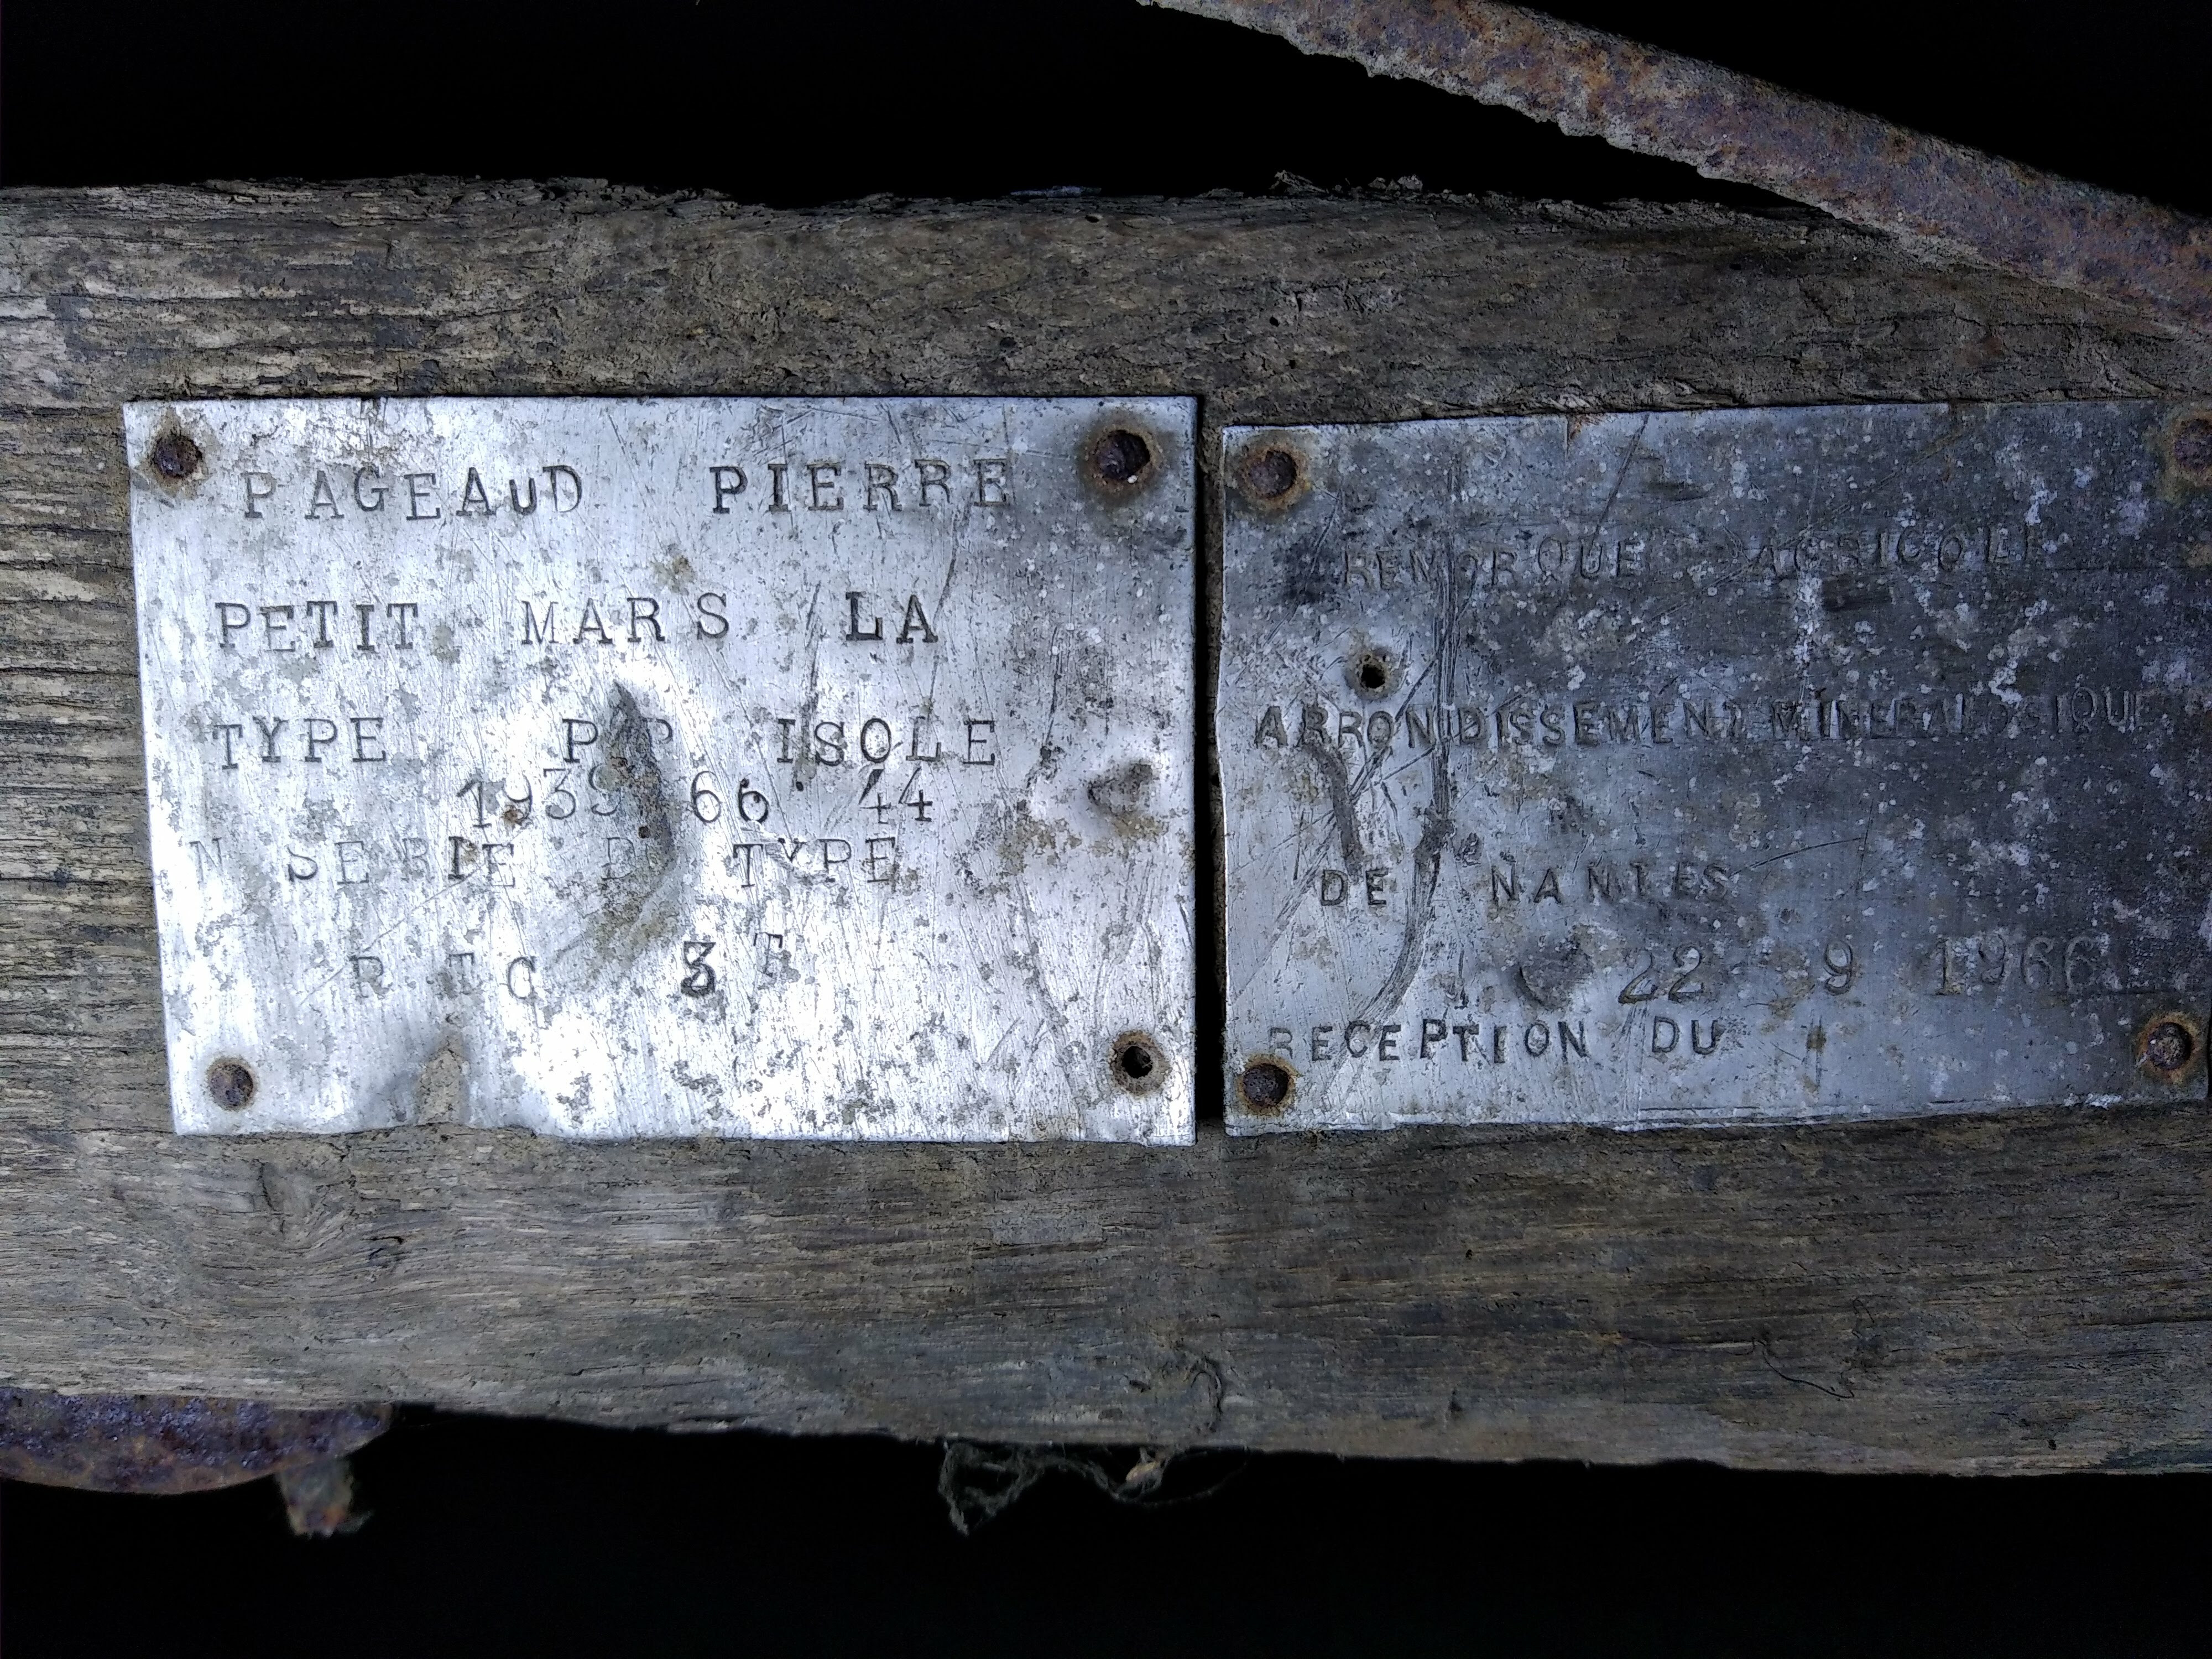 PAGEAUD PIERRE
PETIT MARS LA
TYPE P P ISOLE
1939 66 44
N SERIE D TYPE
R T C 3 T
REMORQUE AGRICOLE
ARRONDISSEMENT MINERALOGIQUE
DE NANTES
22 9 1966
RECEPTION DU